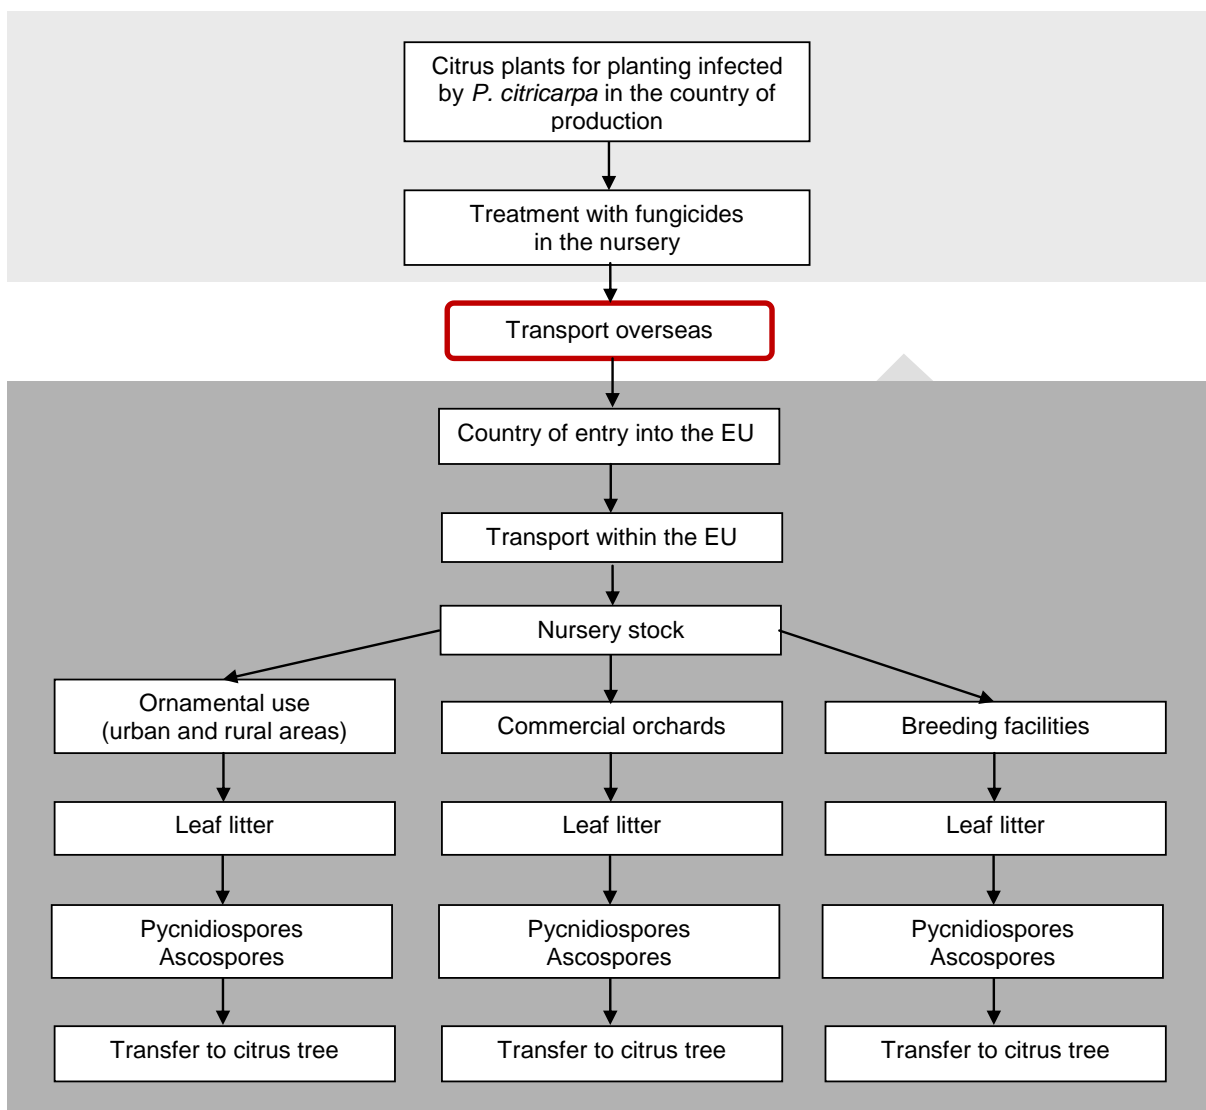 Citrus plants for planting infected
by P. citricarpa in the country of
production
Treatment with fungicides
in the nursery
Transport overseas
Country of entry into the EU
Transport within the EU
Nursery stock
Ornamental use
(urban and rural areas)
Commercial orchards
Breeding facilities
Leaf litter
Leaf litter
Leaf litter
Pycnidiospores
Ascospores
Pycnidiospores
Ascospores
Pycnidiospores
Ascospores
Transfer to citrus tree
Transfer to citrus tree
Transfer to citrus tree